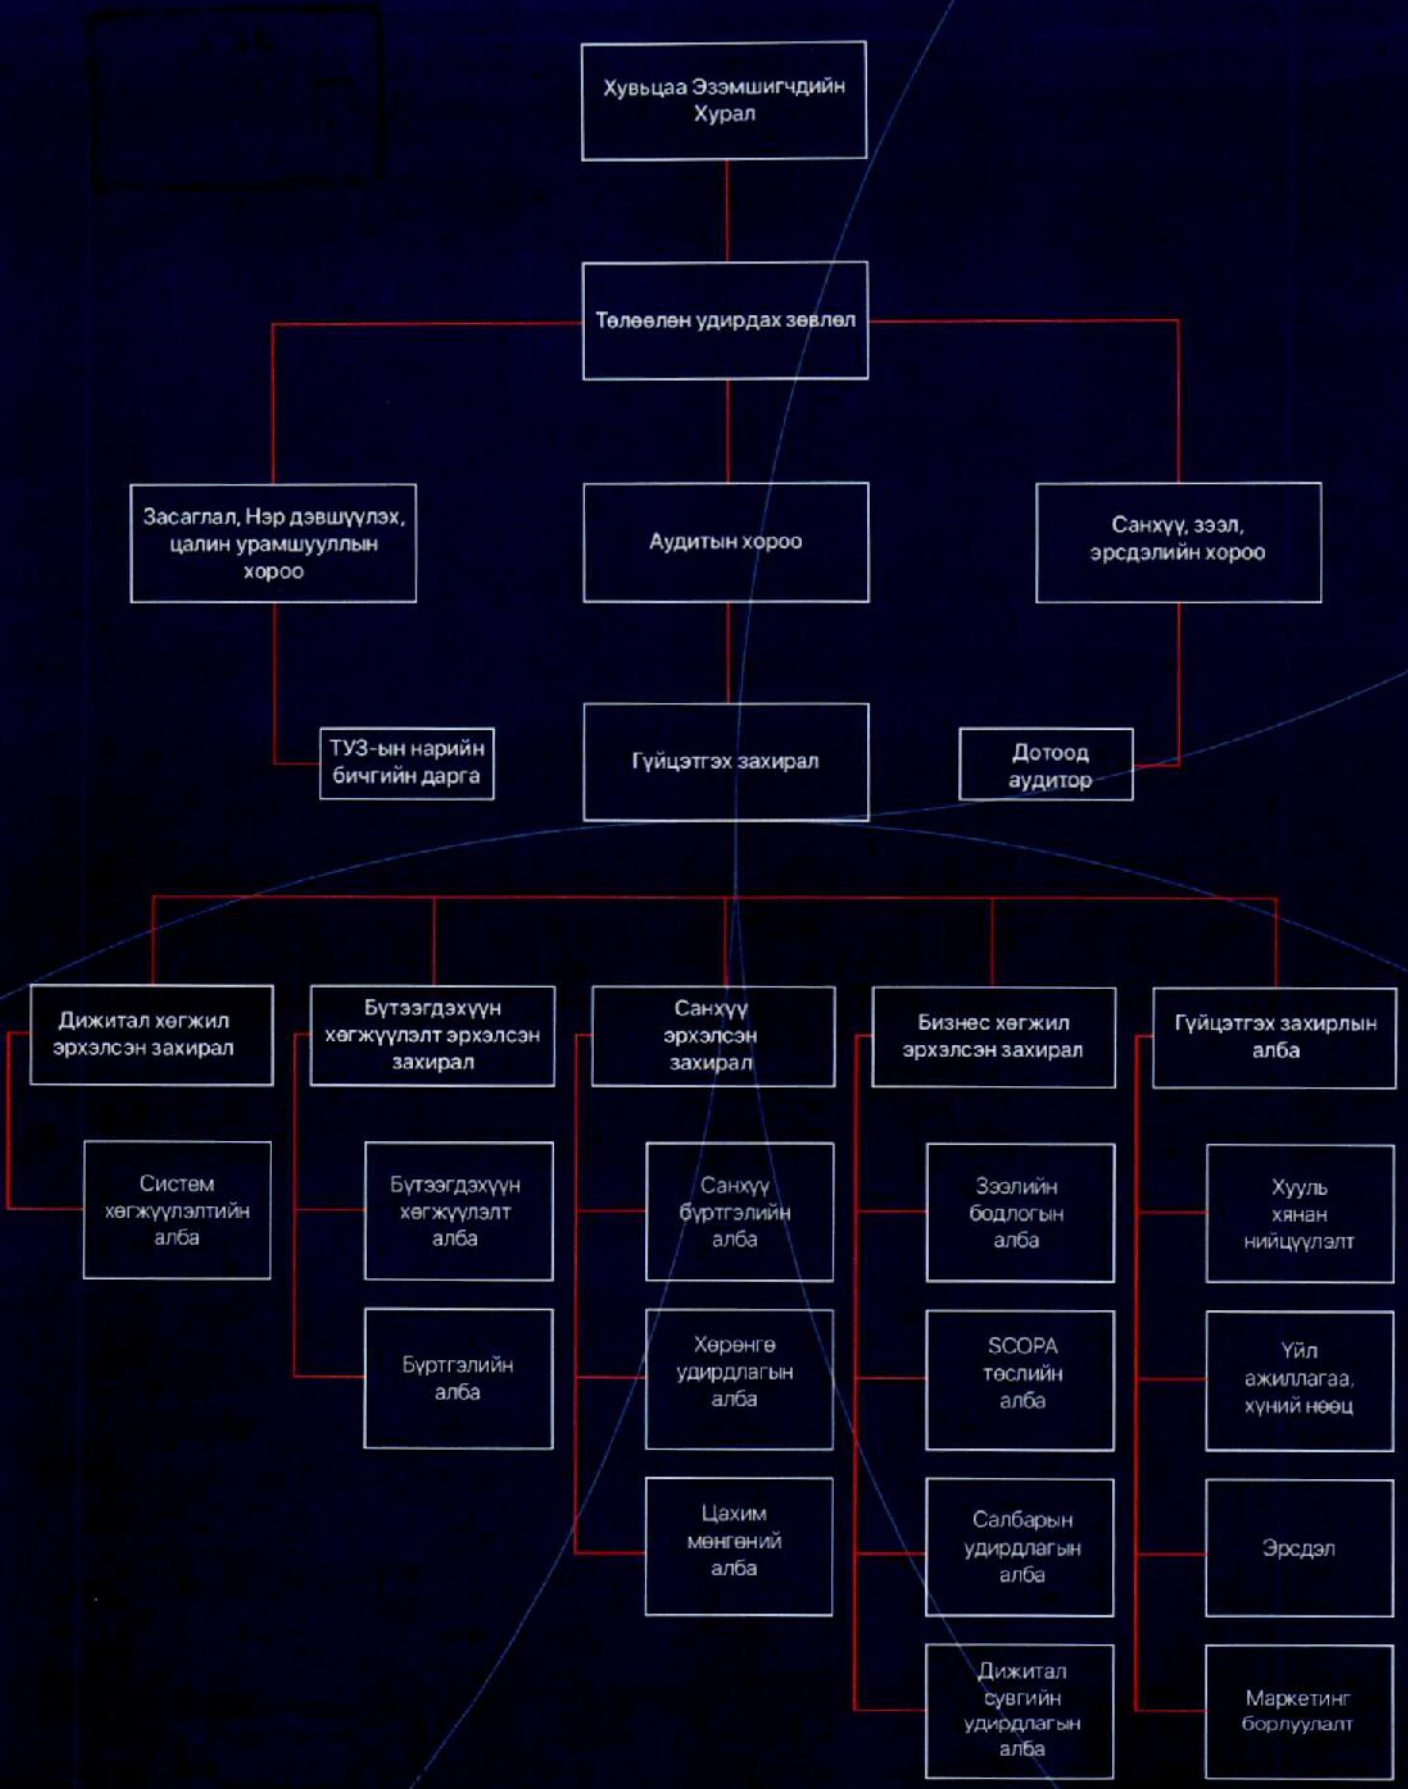 Хувьцаа Эзэмшигчдийн
Хурал
Төлөөлөн удирдах зөвлөл
Засаглал, Нэр дэвшүүлэх,
цалин урамшууллын
хороо
Аудитын хороо
Санхүү, зээл,
эрсдэлийн хороо
ТУЗ-ын нарийн
бичгийн дарга
Гүйцэтгэх захирал
Дотоод
аудитор
Дижитал хөгжил
эрхэлсэн захирал
Бүтээгдэхүүн
хөгжүүлэлт эрхэлсэн
захирал
Санхүү
эрхэлсэн
захирал
Бизнес хөгжил
эрхэлсэн захирал
Гүйцэтгэх захирлын
алба
Систем
хөгжүүлэлтийн
алба
Бүтээгдэхүүн
хөгжүүлэлт
алба
Санхүү
бүртгэлийн
алба
Зээлийн
бодлогын
алба
Хууль
хянан
нийцүүлэлт
Бүртгэлийн
алба
Хөрөнгө
удирдлагын
алба
SCOPA
төслийн
алба
Үйл
ажиллагаа,
хүний нөөц
Цахим
мөнгөний
алба
Салбарын
удирдлагын
алба
Эрсдэл
Дижитал
сувгийн
удирдлагын
алба
Маркетинг
борлуулалт